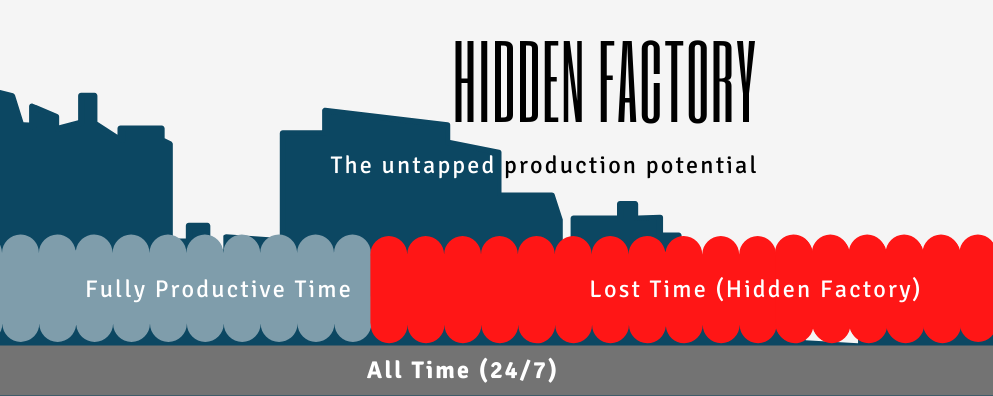 HIDDEN FACTORY
The untapped production potential
Fully Productive Time
Lost Time (Hidden Factory)
All Time (24/7)